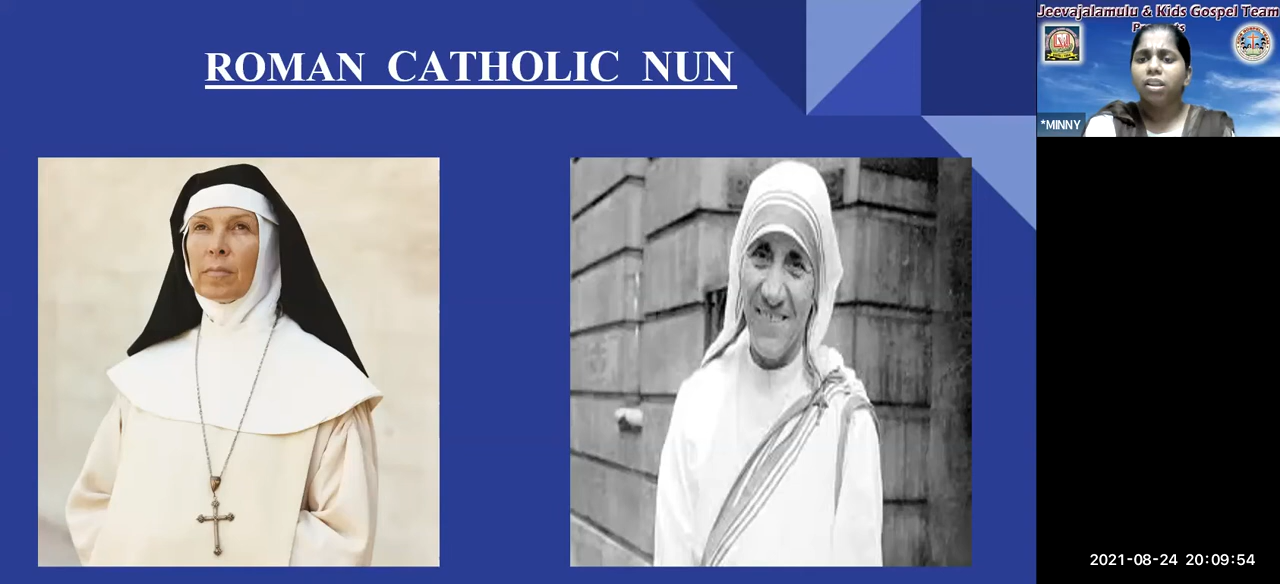 ROMAN CATHOLIC NUN
Jeevajalamulu & Kids Gospel Team
*MINNY
2021-08-24 20:09:54